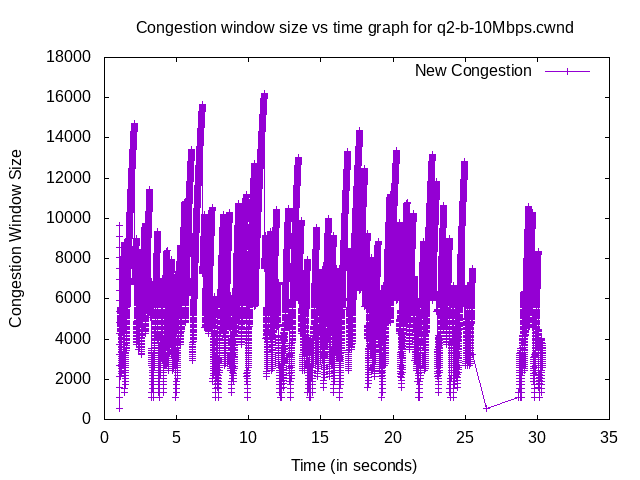 Congestion window size vs time graph for q2-b-10Mbps.cwnd
18000
16000
14000
12000
10000
8000
6000
4000
2000
0
Congestion Window Size
New Congestion
0 5 10 15 20 25 30 35
Time (in seconds)